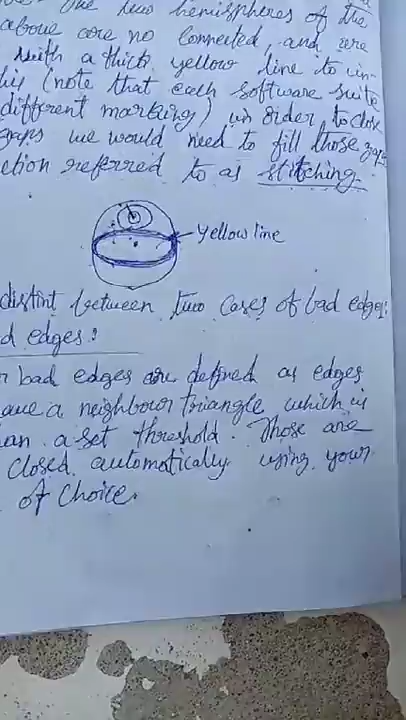 The two hemispheres of the
above core no connected, and are
with a thick yellow line to in-
his (note that each software suite
different marking) in order, to close
gaps we would need to fill those gaps
ction referred to as stitching.
Yellow line
distint between two cases of bad edges:
d edges:
bad edges are defined as edges
ave a neighbour triangle which is
an a set threshold. Those are
closed automatically using your
of choice.